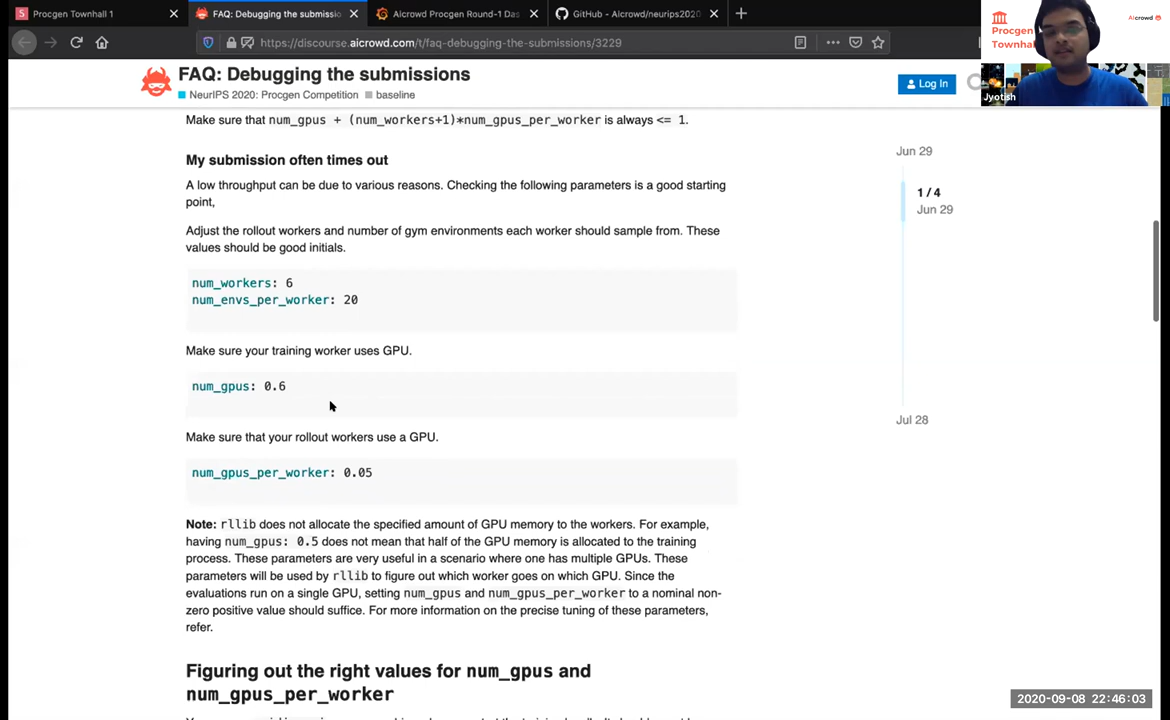 Procgen Townhall 1
FAQ: Debugging the submissio
AIcrowd Procgen Round-1 Das
GitHub - AIcrowd/neurips2020
https://discourse.aicrowd.com/t/faq-debugging-the-submissions/3229
Procgen
Townhal
AIcrowd
Jyotish
FAQ: Debugging the submissions
NeurIPS 2020: Procgen Competition baseline
Log In
Make sure that num_gpus + (num_workers+1)*num_gpus_per_worker is always <= 1.
My submission often times out
A low throughput can be due to various reasons. Checking the following parameters is a good starting
point,
Adjust the rollout workers and number of gym environments each worker should sample from. These
values should be good initials.
num_workers: 6
num_envs_per_worker: 20
Make sure your training worker uses GPU.
num_gpus: 0.6
Make sure that your rollout workers use a GPU.
num_gpus_per_worker: 0.05
Note: rllib does not allocate the specified amount of GPU memory to the workers. For example,
having num_gpus: 0.5 does not mean that half of the GPU memory is allocated to the training
process. These parameters are very useful in a scenario where one has multiple GPUs. These
parameters will be used by rllib to figure out which worker goes on which GPU. Since the
evaluations run on a single GPU, setting num_gpus and num_gpus_per_worker to a nominal non-
zero positive value should suffice. For more information on the precise tuning of these parameters,
refer.
Figuring out the right values for num_gpus and
num_gpus_per_worker
Jun 29
1 / 4
Jun 29
Jul 28
2020-09-08 22:46:03